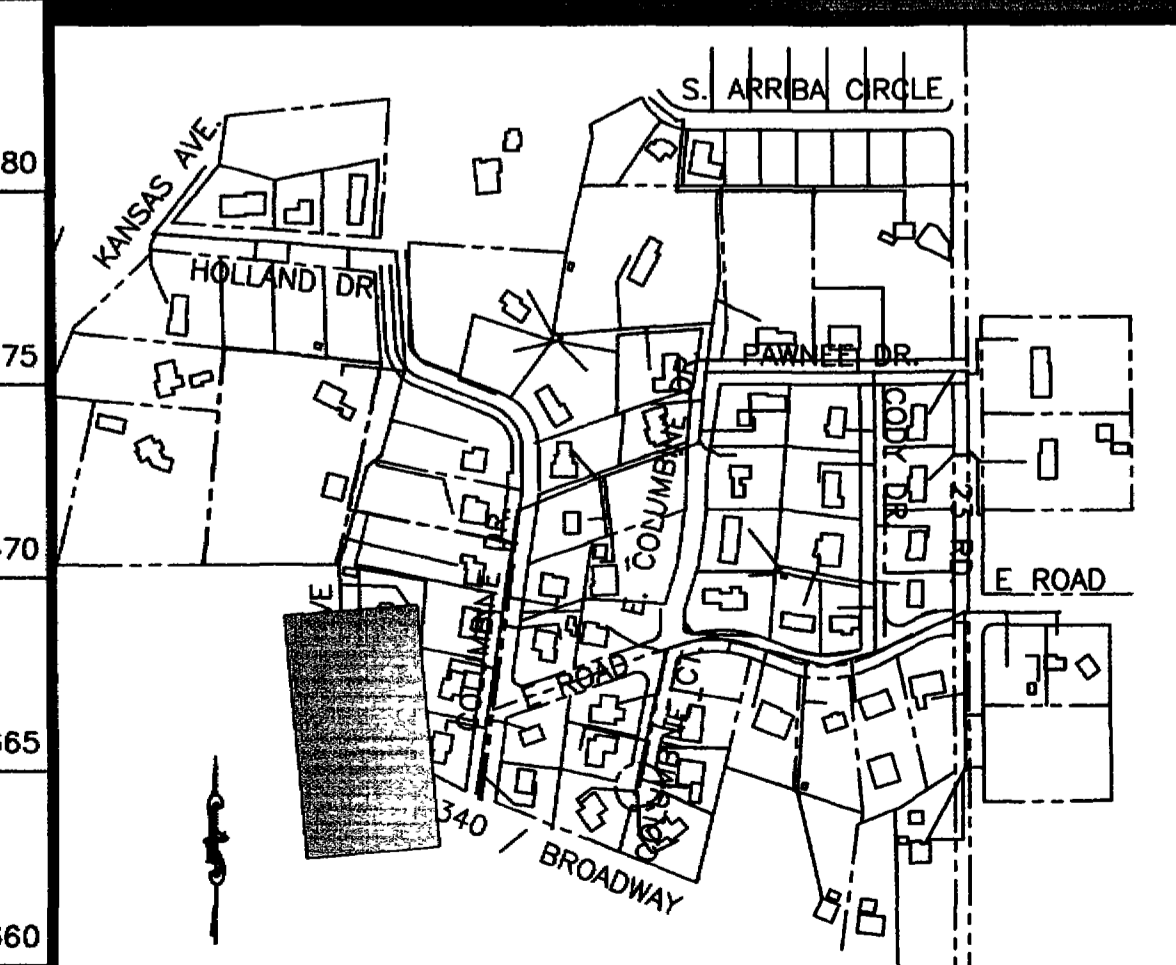 S. ARRIBA CIRCLE
KANSAS AVE.
80
HOLLAND DR
75
PAWNEE DR.
CODY DR.
E. COLUMBINE DR
23 RD
70
E ROAD
VE
COLUMBINE DR.
E ROAD
COLUMBINE CT
65
340 / BROADWAY
60